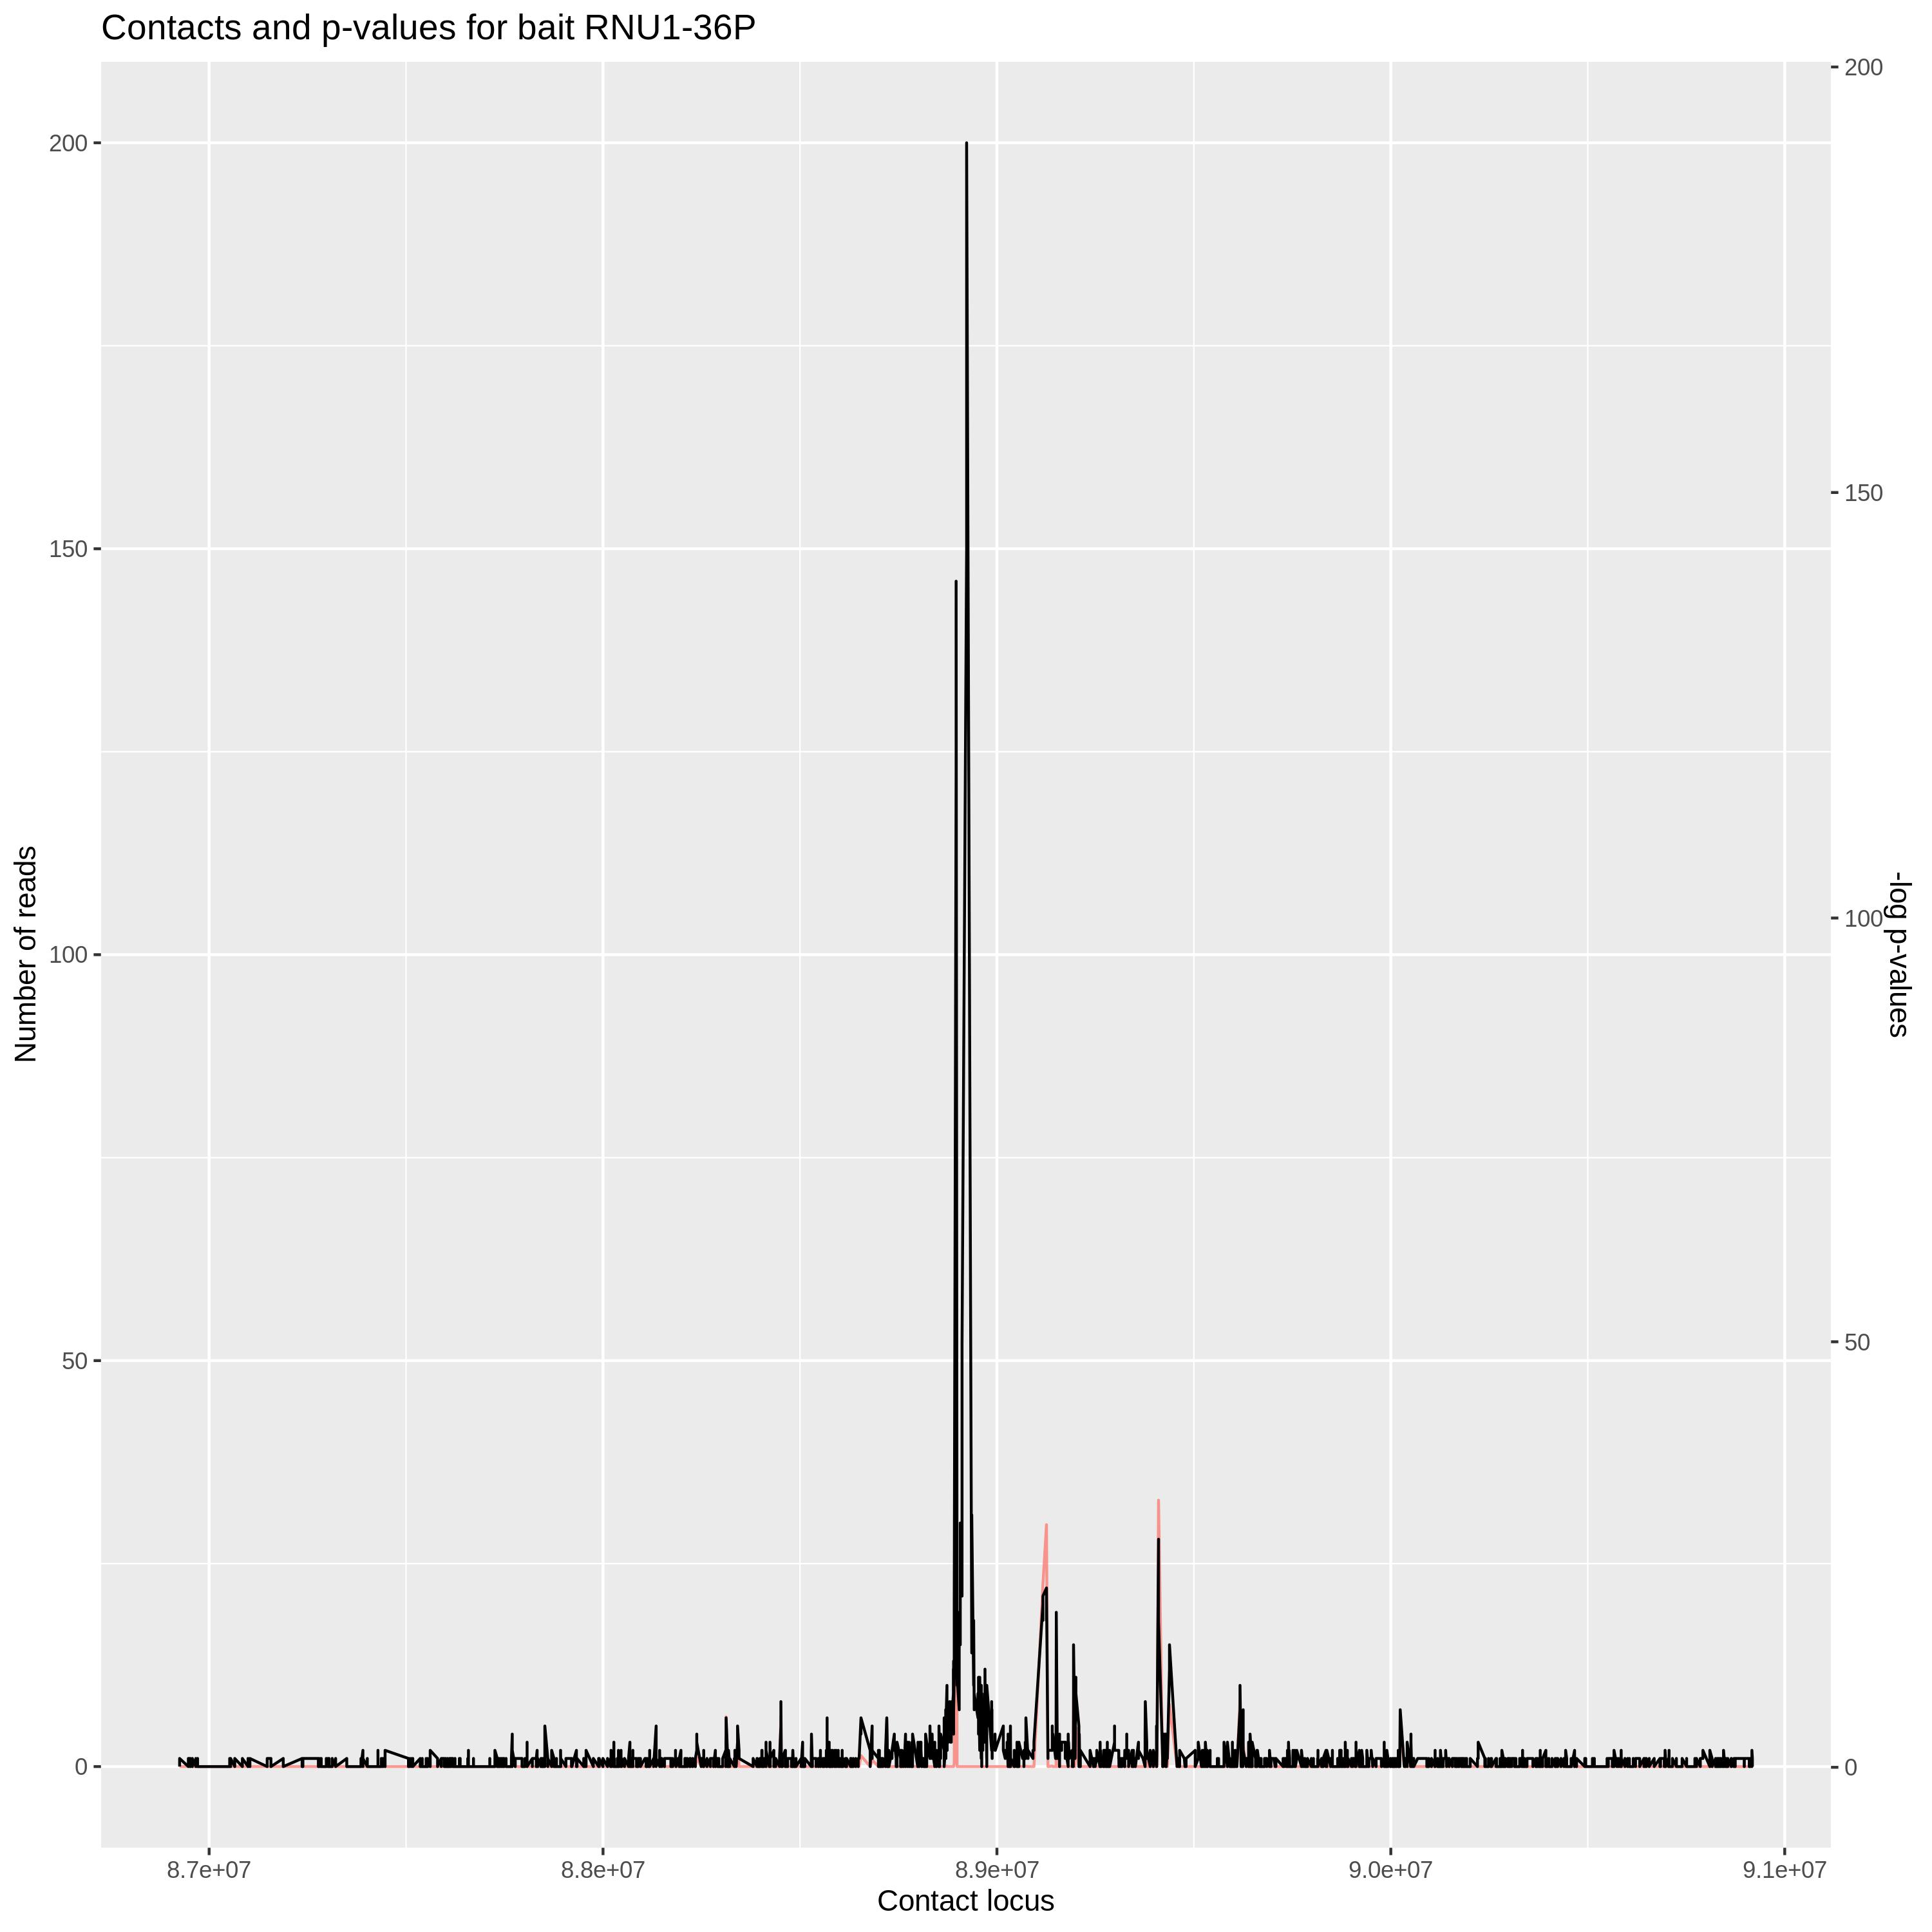 Contacts and p-values for bait RNU1-36P
200
150
100
50
0
Number of reads
200
150
100
50
0
-log p-values
8.7e+07 8.8e+07 8.9e+07 9.0e+07 9.1e+07
Contact locus